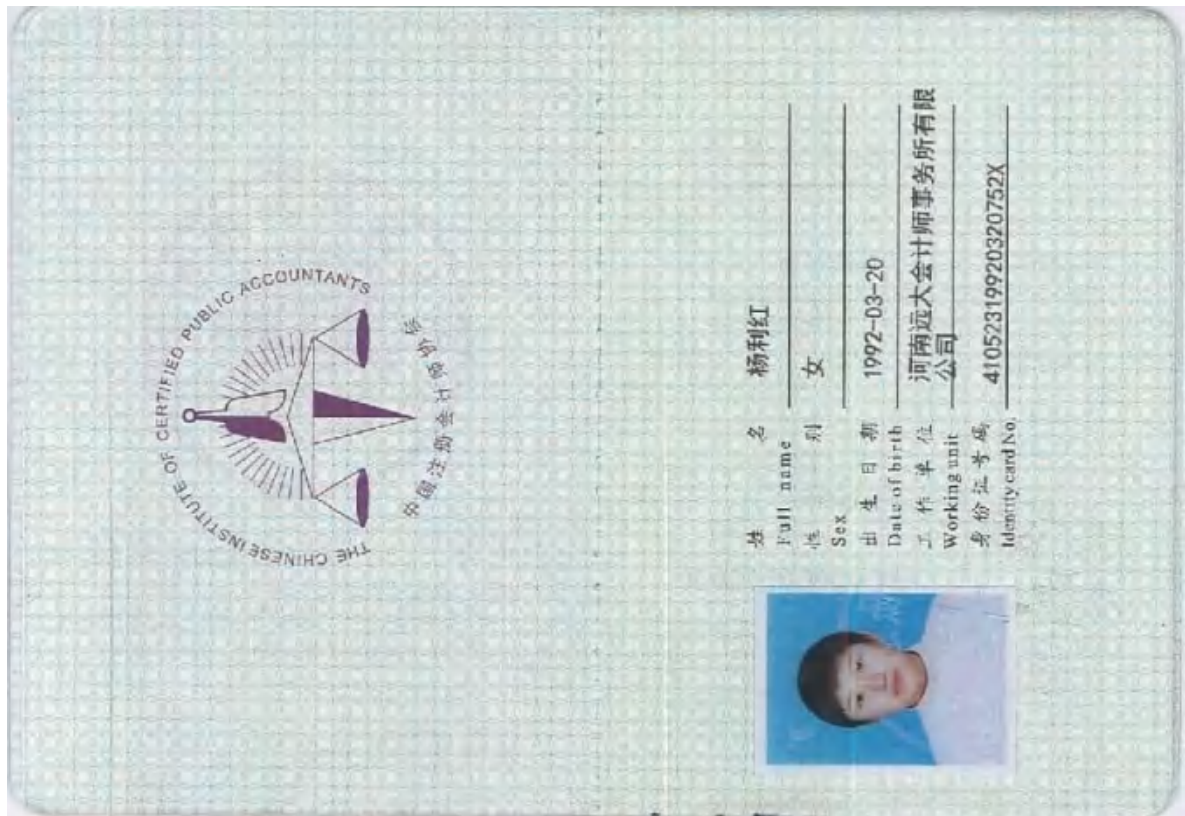 THE CHINESE INSTITUTE OF CERTIFIED PUBLIC ACCOUNTANTS
中国注册会计师协会
姓 名 杨利红
Full name
性 别 女
Sex
出 生 日 期 1992-03-20
Date of birth
工 作 单 位 河南远大会计师事务所有限
Working unit 公司
身 份 证 号 码 41052319920320752X
Identity card No.